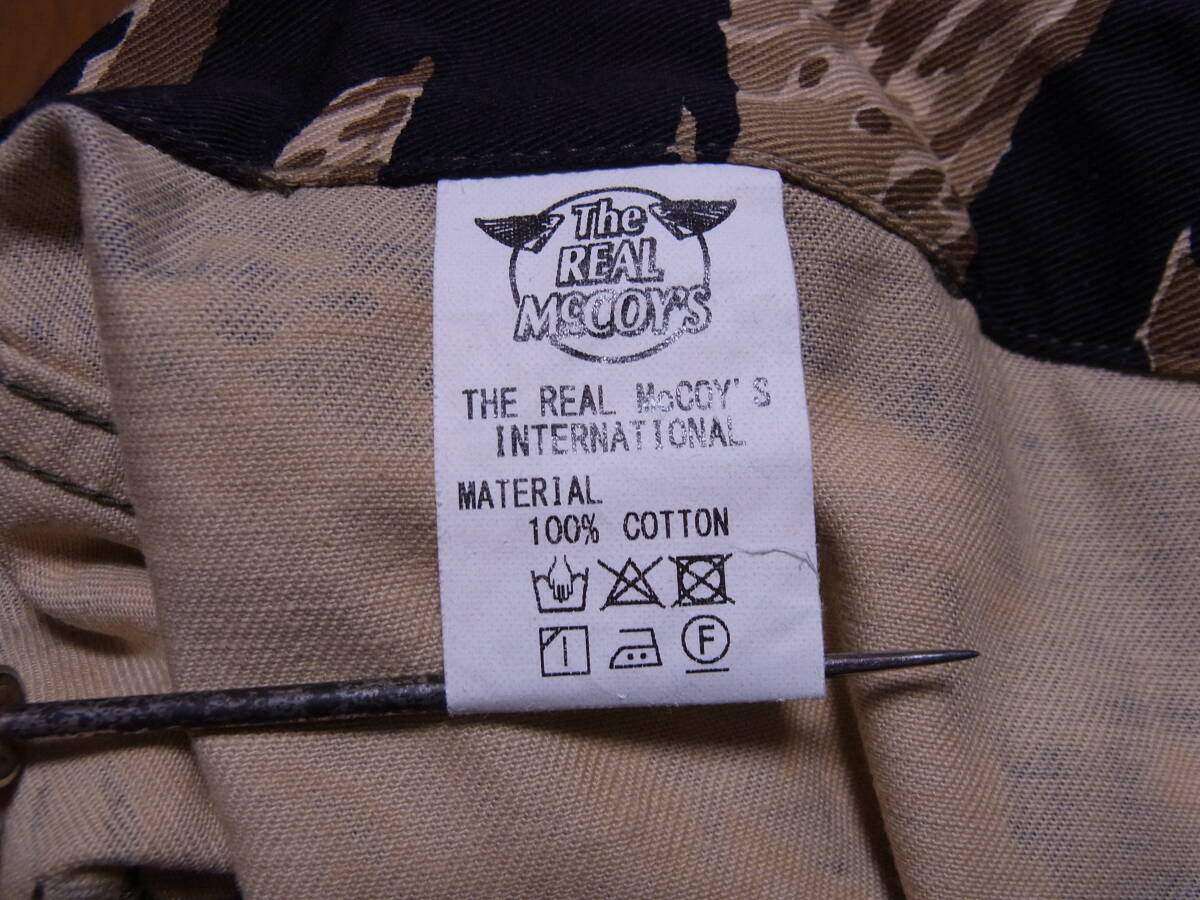 The
REAL
McCOY'S
THE REAL McCOY'S
INTERNATIONAL
MATERIAL
100% COTTON
F